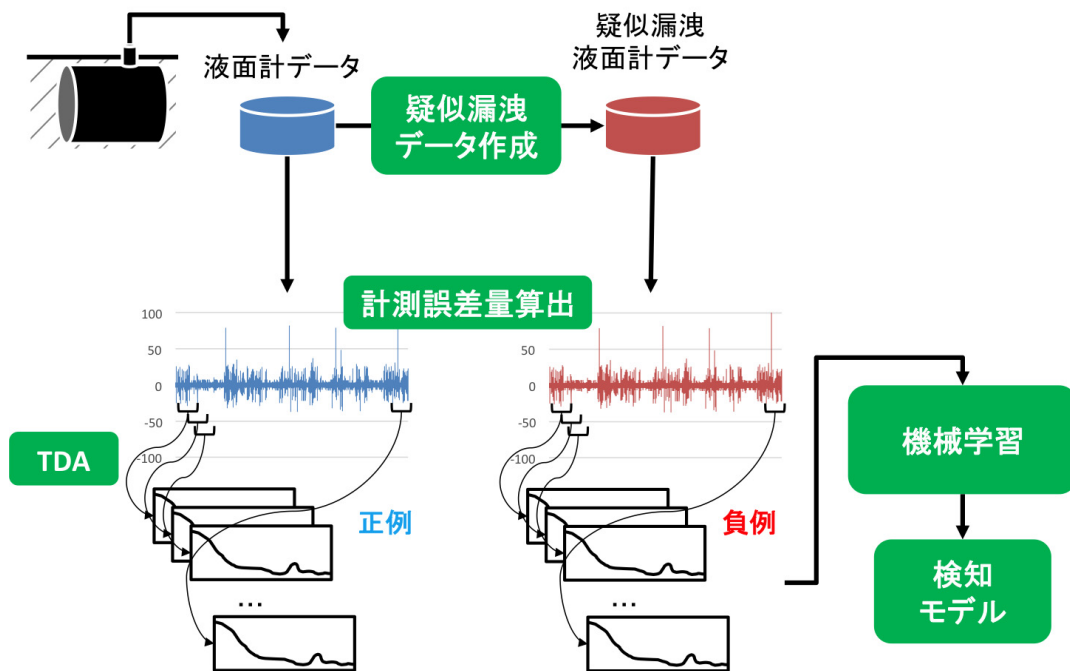 液面計データ
疑似漏洩
液面計データ
疑似漏洩
データ作成
計測誤差量算出
100
50
0
-50
-100
100
50
0
-50
-100
TDA
正例
負例
...
...
機械学習
検知
モデル